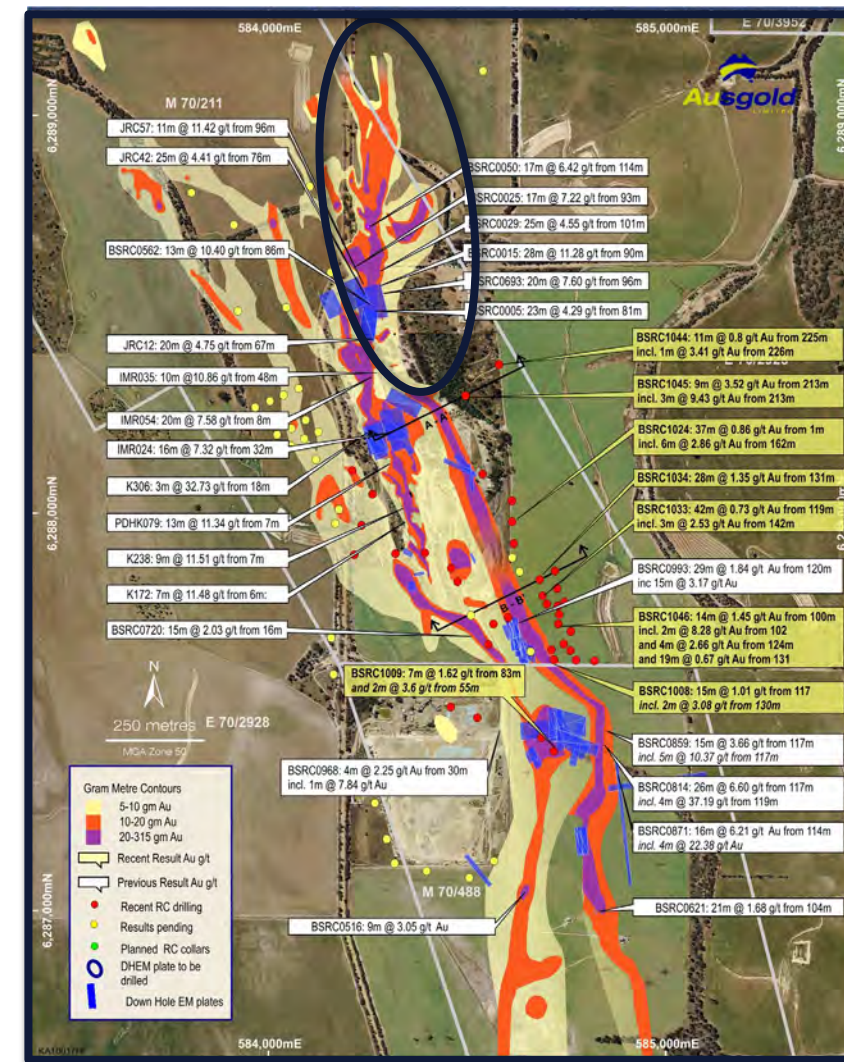 584,000mE
585,000mE
E 70/3952
Ausgold
LIMITED
6,289,000mN
M 70/211
JRC57: 11m @ 11.42 g/t from 96m
JRC42: 25m @ 4.41 g/t from 76m
BSRC0562: 13m @ 10.40 g/t from 86m
JRC12: 20m @ 4.75 g/t from 67m
IMR035: 10m @10.86 g/t from 48m
IMR054: 20m @ 7.58 g/t from 8m
IMR024: 16m @ 7.32 g/t from 32m
K306: 3m @ 32.73 g/t from 18m
PDHK079: 13m @ 11.34 g/t from 7m
K238: 9m @ 11.51 g/t from 7m
K172: 7m @ 11.48 g/t from 6m:
BSRC0720: 15m @ 2.03 g/t from 16m
BSRC0050: 17m @ 6.42 g/t from 114m
BSRC0025: 17m @ 7.22 g/t from 93m
BSRC0029: 25m @ 4.55 g/t from 101m
BSRC0015: 28m @ 11.28 g/t from 90m
BSRC0693: 20m @ 7.60 g/t from 96m
BSRC0005: 23m @ 4.29 g/t from 81m
BSRC1044: 11m @ 0.8 g/t Au from 225m
incl. 1m @ 3.41 g/t Au from 226m
BSRC1045: 9m @ 3.52 g/t Au from 213m
incl. 3m @ 9.43 g/t Au from 213m
BSRC1024: 37m @ 0.86 g/t Au from 1m
incl. 6m @ 2.86 g/t Au from 162m
BSRC1034: 28m @ 1.35 g/t Au from 131m
BSRC1033: 42m @ 0.73 g/t Au from 119m
incl. 3m @ 2.53 g/t Au from 142m
BSRC0993: 29m @ 1.84 g/t Au from 120m
inc 15m @ 3.17 g/t Au
BSRC1046: 14m @ 1.45 g/t Au from 100m
incl. 2m @ 8.28 g/t Au from 102
and 4m @ 2.66 g/t Au from 124m
and 19m @ 0.67 g/t Au from 131
BSRC1008: 15m @ 1.01 g/t from 117
incl. 2m @ 3.08 g/t from 130m
BSRC0859: 15m @ 3.66 g/t from 117m
incl. 5m @ 10.37 g/t from 117m
BSRC0814: 26m @ 6.60 g/t from 117m
incl. 4m @ 37.19 g/t from 119m
BSRC0871: 16m @ 6.21 g/t Au from 114m
incl. 4m @ 22.38 g/t Au
BSRC0621: 21m @ 1.68 g/t from 104m
A - A'
B - B'
6,288,000mN
BSRC1009: 7m @ 1.62 g/t from 83m
and 2m @ 3.6 g/t from 55m
BSRC0968: 4m @ 2.25 g/t Au from 30m
incl. 1m @ 7.84 g/t Au
BSRC0516: 9m @ 3.05 g/t Au
N
250 metres
MGA Zone 50
E 70/2928
M 70/488
6,287,000mN
Gram Metre Contours
5-10 gm Au
10-20 gm Au
20-315 gm Au
Recent Result Au g/t
Previous Result Au g/t
Recent RC drilling
Results pending
Planned RC collars
DHEM plate to be
drilled
Down Hole EM plates
584,000mE
585,000mE